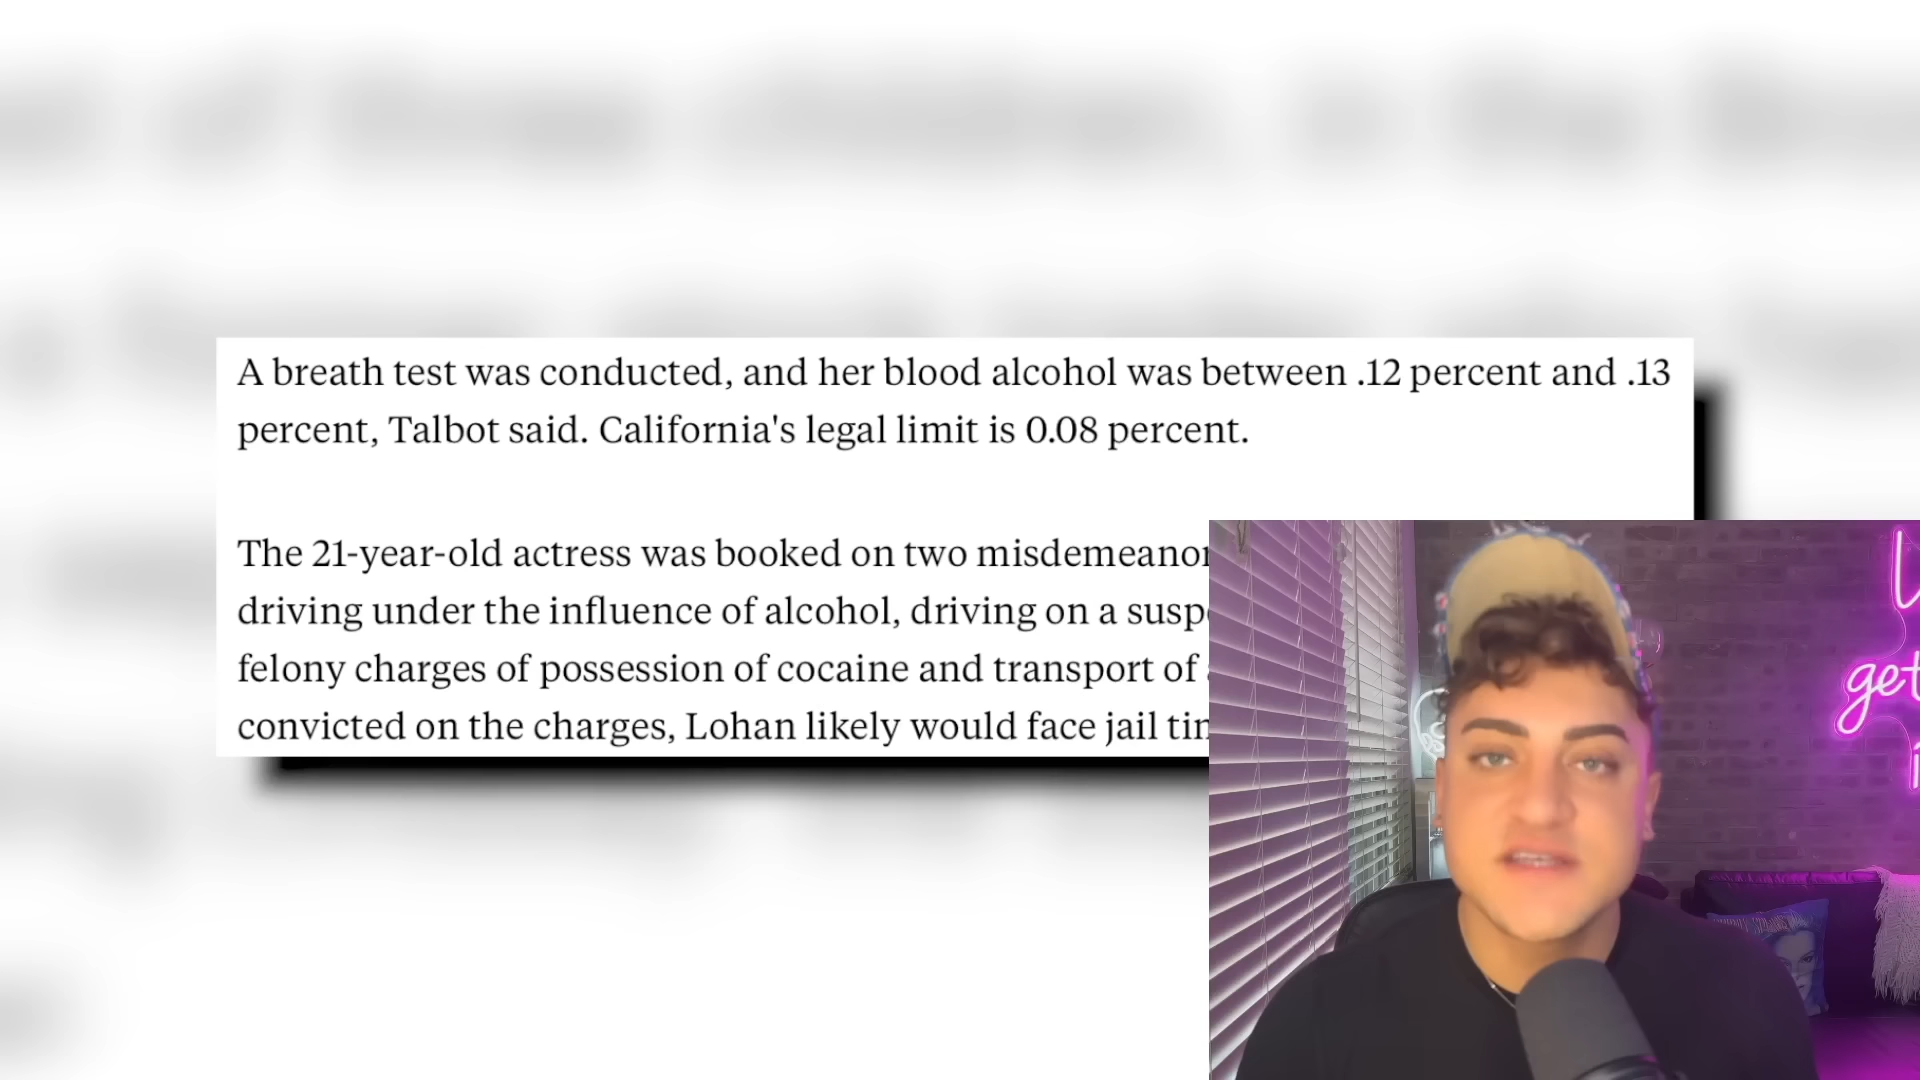 A breath test was conducted, and her blood alcohol was between .12 percent and .13
percent, Talbot said. California's legal limit is 0.08 percent.
The 21-year-old actress was booked on two misdemeanor
driving under the influence of alcohol, driving on a
felony charges of possession of cocaine and transport of
convicted on the charges, Lohan likely would face jail
get